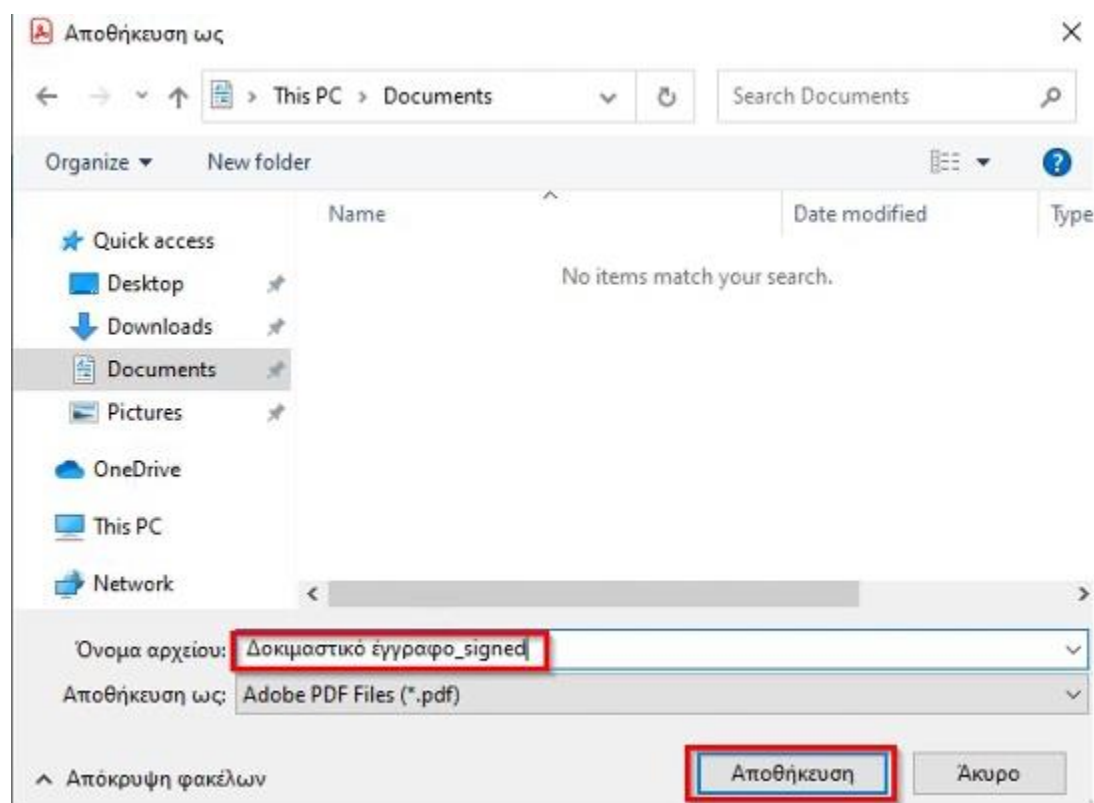 Αποθήκευση ως
This PC > Documents
Search Documents
Organize
New folder
Name
Date modified
Type
Quick access
No items match your search.
Desktop
Downloads
Documents
Pictures
OneDrive
This PC
Network
Όνομα αρχείου: Δοκιμαστικό έγγραφο_signed
Αποθήκευση ως: Adobe PDF Files (*.pdf)
Απόκρυψη φακέλων
Αποθήκευση
Άκυρο